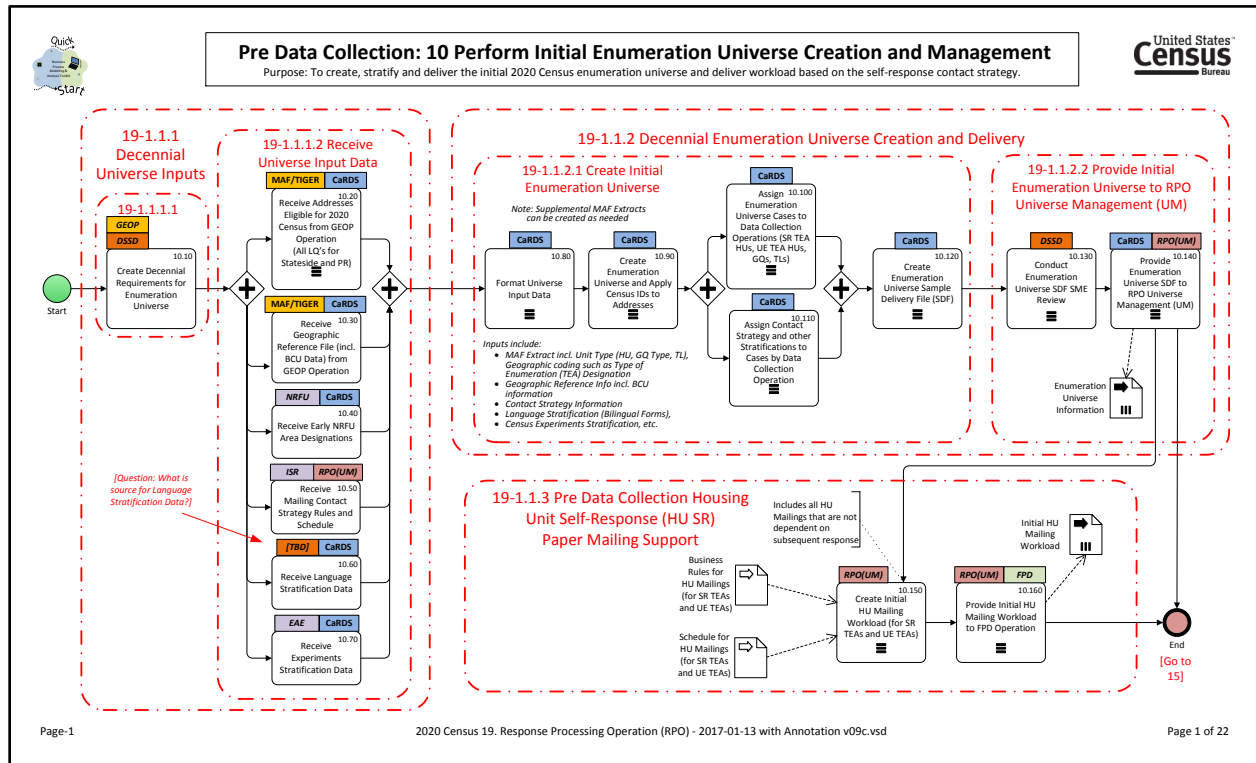 Quick
Start
Pre Data Collection: 10 Perform Initial Enumeration Universe Creation and Management
Purpose: To create, stratify and deliver the initial 2020 Census enumeration universe and deliver workload based on the self-response contact strategy.
United States
Census
Bureau
19-1.1.1
Decennial
Universe Inputs
19-1.1.1.1
GEOP
DSSD
10.10
Create Decennial
Requirements for
Enumeration
Universe
Start
19-1.1.1.2 Receive
Universe Input Data
MAF/TIGER CaRDS
10.20
Receive Addresses
Eligible for 2020
Census from GEOP
Operation
(All LQ's for
Stateside and PR)
MAF/TIGER CaRDS
10.30
Receive
Geographic
Reference File (incl.
BCU Data) from
GEOP Operation
NRFU CaRDS
10.40
Receive Early NRFU
Area Designations
ISR RPO(UM)
10.50
Receive
Mailing Contact
Strategy Rules and
Schedule
[Question: What is
source for Language
Stratification Data?]
[TBD] CaRDS
10.60
Receive Language
Stratification Data
EAE CaRDS
10.70
Receive
Experiments
Stratification Data
19-1.1.2 Decennial Enumeration Universe Creation and Delivery
19-1.1.2.1 Create Initial
Enumeration Universe
Note: Supplemental MAF Extracts
can be created as needed
CaRDS
10.80
Format Universe
Input Data
CaRDS
10.90
Create
Enumeration
Universe and Apply
Census IDs to
Addresses
Inputs include:
• MAF Extract incl. Unit Type (HU, GQ Type, TL),
Geographic coding such as Type of
Enumeration (TEA) Designation
• Geographic Reference Info incl. BCU
information
• Contact Strategy Information
• Language Stratification (Bilingual Forms),
• Census Experiments Stratification, etc.
CaRDS
10.100
Assign
Enumeration
Universe Cases to
Data Collection
Operations (SR TEA
HUs, UE TEA HUs,
GQs, TLs)
CaRDS
10.110
Assign Contact
Strategy and other
Stratifications to
Cases by Data
Collection
Operation
CaRDS
10.120
Create
Enumeration
Universe Sample
Delivery File (SDF)
19-1.1.2.2 Provide Initial
Enumeration Universe to RPO
Universe Management (UM)
DSSD
10.130
Conduct
Enumeration
Universe SDF SME
Review
CaRDS RPO(UM)
10.140
Provide
Enumeration
Universe SDF to
RPO Universe
Management (UM)
Enumeration
Universe
Information
19-1.1.3 Pre Data Collection Housing
Unit Self-Response (HU SR)
Paper Mailing Support
Includes all HU
Mailings that are not
dependent on
subsequent response
Business
Rules for
HU Mailings
(for SR TEAs
and UE TEAs)
Schedule for
HU Mailings
(for SR TEAs
and UE TEAs)
RPO(UM)
10.150
Create Initial
HU Mailing
Workload (for SR
TEAs and UE TEAs)
RPO(UM) FPD
10.160
Provide Initial HU
Mailing Workload
to FPD Operation
Initial HU
Mailing
Workload
End
[Go to
15]
Page-1
2020 Census 19. Response Processing Operation (RPO) - 2017-01-13 with Annotation v09c.vsd
Page 1 of 22